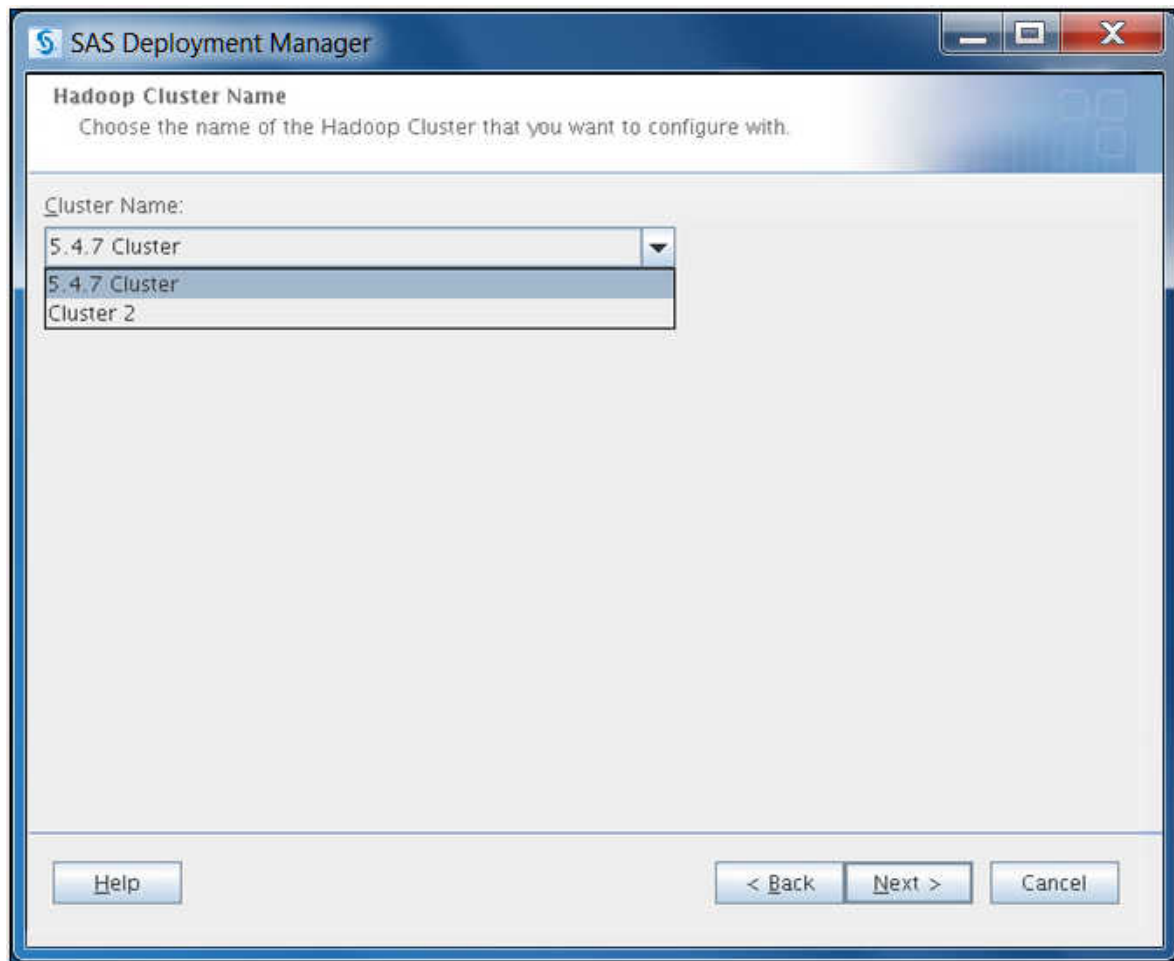 SAS Deployment Manager
Hadoop Cluster Name
Choose the name of the Hadoop Cluster that you want to configure with.
Cluster Name:
5.4.7 Cluster
5.4.7 Cluster
Cluster 2
Help
< Back
Next >
Cancel